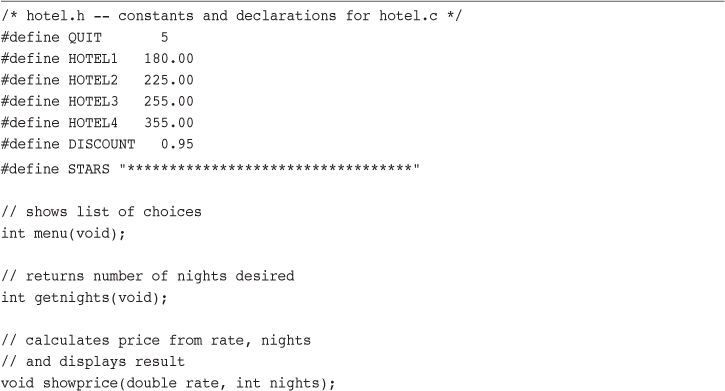 /* hotel.h -- constants and declarations for hotel.c */
#define QUIT       5
#define HOTEL1   180.00
#define HOTEL2   225.00
#define HOTEL3   255.00
#define HOTEL4   355.00
#define DISCOUNT   0.95
#define STARS "**********************************"

// shows list of choices
int menu(void);

// returns number of nights desired
int getnights(void);

// calculates price from rate, nights
// and displays result
void showprice(double rate, int nights);